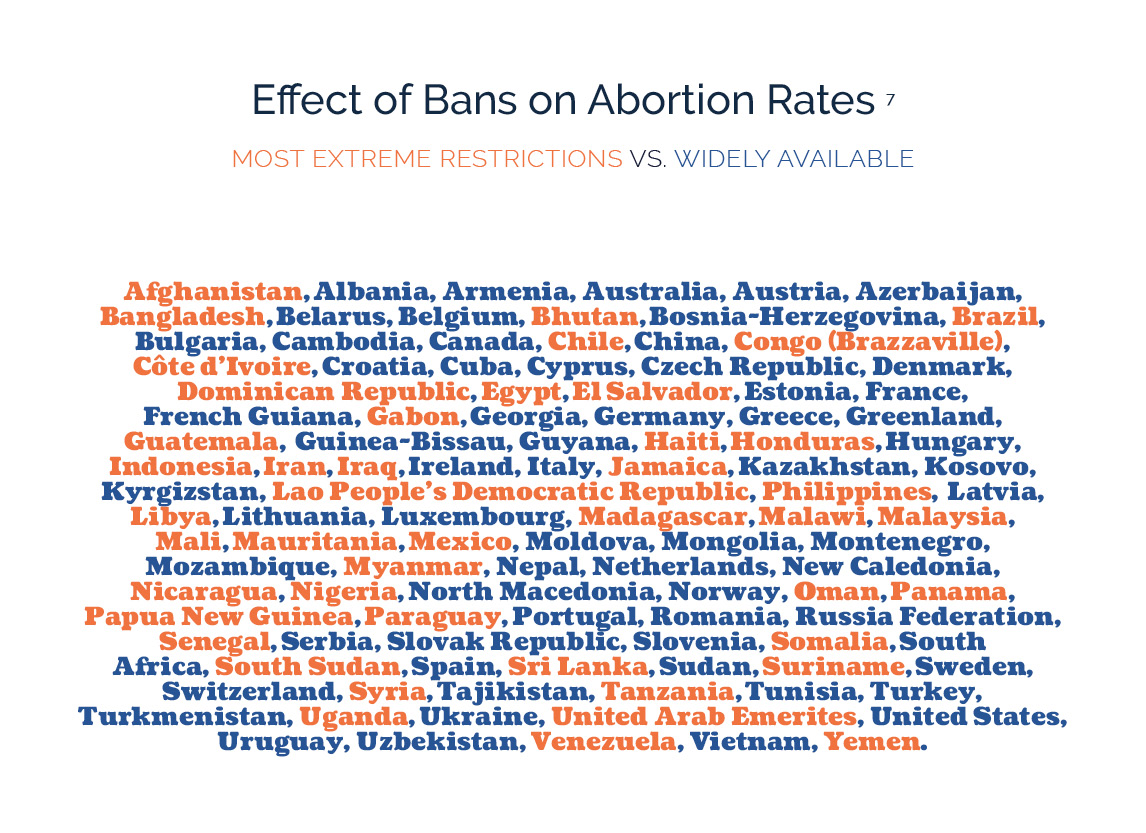 Effect of Bans on Abortion Rates 7
MOST EXTREME RESTRICTIONS VS. WIDELY AVAILABLE
Afghanistan, Albania, Armenia, Australia, Austria, Azerbaijan,
Bangladesh, Belarus, Belgium, Bhutan, Bosnia-Herzegovina, Brazil,
Bulgaria, Cambodia, Canada, Chile, China, Congo (Brazzaville),
Côte d’Ivoire, Croatia, Cuba, Cyprus, Czech Republic, Denmark,
Dominican Republic, Egypt, El Salvador, Estonia, France,
French Guiana, Gabon, Georgia, Germany, Greece, Greenland,
Guatemala, Guinea-Bissau, Guyana, Haiti, Honduras, Hungary,
Indonesia, Iran, Iraq, Ireland, Italy, Jamaica, Kazakhstan, Kosovo,
Kyrgizstan, Lao People’s Democratic Republic, Philippines, Latvia,
Libya, Lithuania, Luxembourg, Madagascar, Malawi, Malaysia,
Mali, Mauritania, Mexico, Moldova, Mongolia, Montenegro,
Mozambique, Myanmar, Nepal, Netherlands, New Caledonia,
Nicaragua, Nigeria, North Macedonia, Norway, Oman, Panama,
Papua New Guinea, Paraguay, Portugal, Romania, Russia Federation,
Senegal, Serbia, Slovak Republic, Slovenia, Somalia, South
Africa, South Sudan, Spain, Sri Lanka, Sudan, Suriname, Sweden,
Switzerland, Syria, Tajikistan, Tanzania, Tunisia, Turkey,
Turkmenistan, Uganda, Ukraine, United Arab Emerites, United States,
Uruguay, Uzbekistan, Venezuela, Vietnam, Yemen.